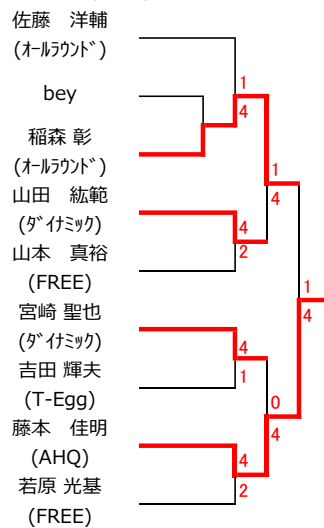 佐藤　洋輔
(ｵｰﾙﾗｳﾝﾄﾞ)
1
bey
4
稲森 彰
(ｵｰﾙﾗｳﾝﾄﾞ)
1
山田　紘範
4
(ﾀﾞｲﾅﾐｯｸ)
4
山本　真裕
2
(FREE)
1
宮崎 聖也
4
(ﾀﾞｲﾅﾐｯｸ)
4
吉田 輝夫
1
(T-Egg)
0
藤本　佳明
4
(AHQ)
4
若原 光基
2
(FREE)